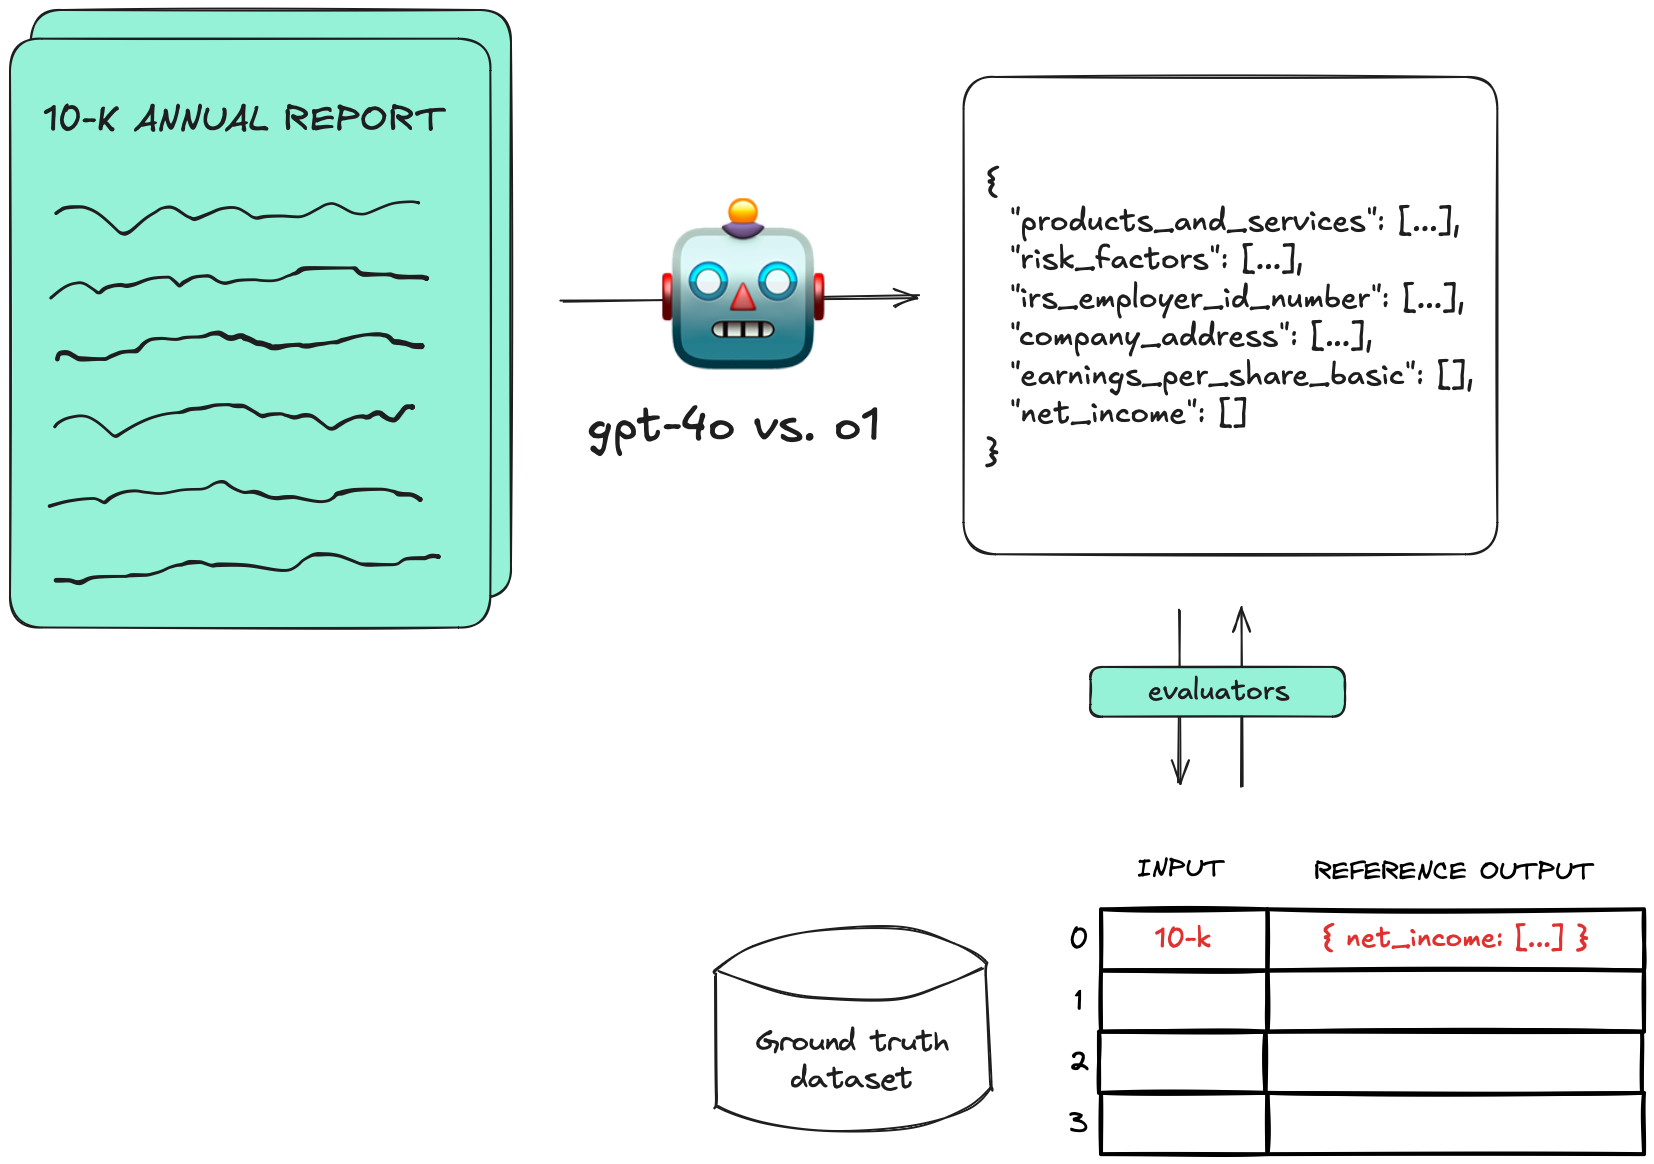 10-K ANNUAL REPORT
gpt-4o vs. o1
{
"products_and_services": [...],
"risk_factors": [...],
"irs_employer_id_number": [...],
"company_address": [...],
"earnings_per_share_basic": [],
"net_income": []
}
evaluators
Ground truth
dataset
INPUT REFERENCE OUTPUT
0 10-k { net_income: [...] }
1
2
3